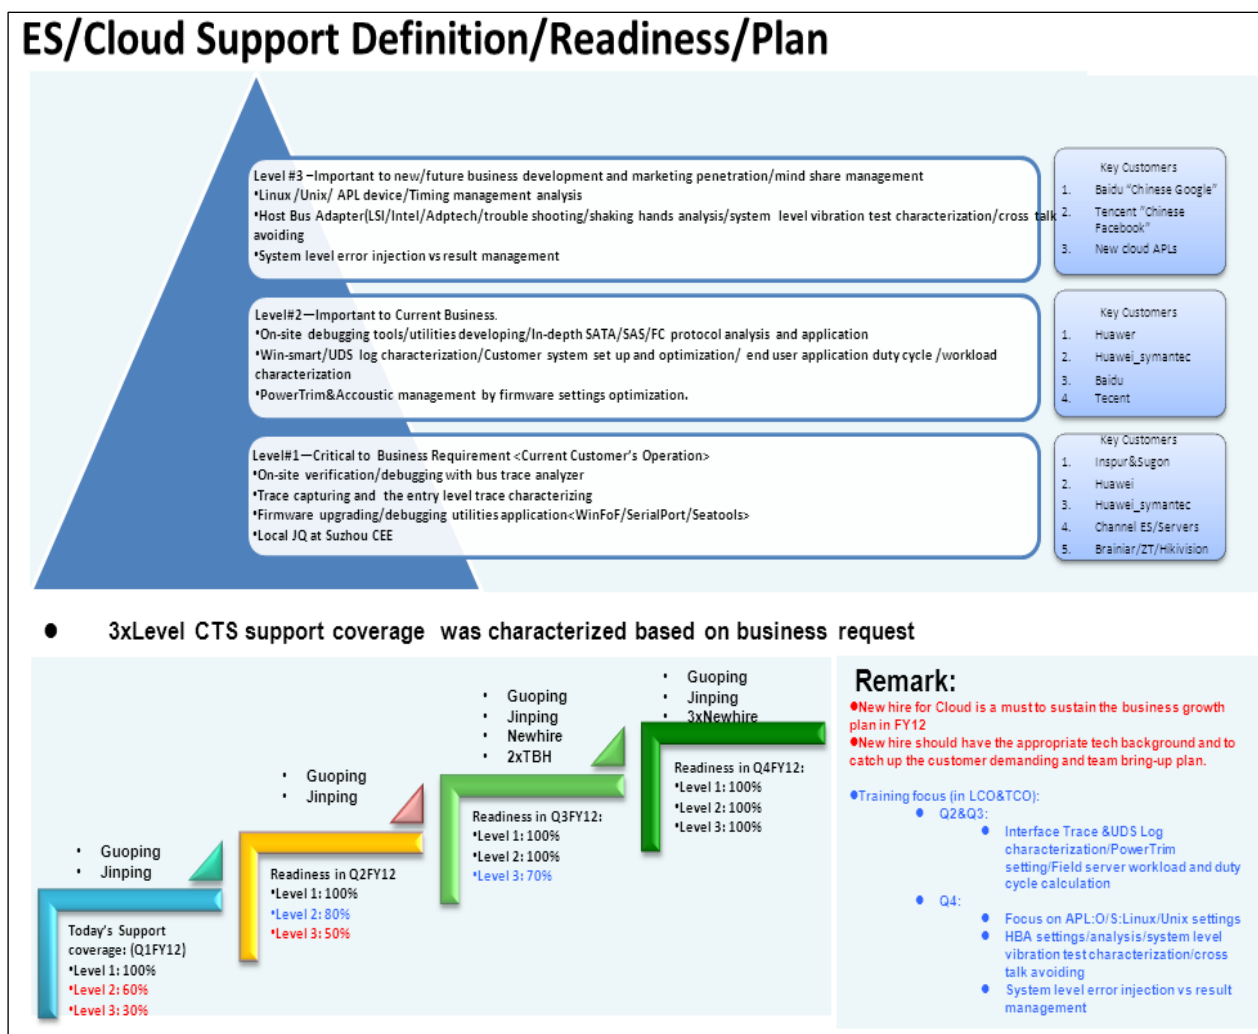 ES/Cloud Support Definition/Readiness/Plan
Level #3 –Important to new/future business development and marketing penetration/mind share management
•Linux /Unix/ APL device/Timing management analysis
•Host Bus Adapter(LSI/Intel/Adptech/trouble shooting/shaking hands analysis/system level vibration test characterization/cross talk
avoiding
•System level error injection vs result management
Key Customers
1. Baidu "Chinese Google"
2. Tencent "Chinese
Facebook"
3. New cloud APLs
Level#2—Important to Current Business.
•On-site debugging tools/utilities developing/In-depth SATA/SAS/FC protocol analysis and application
•Win-smart/UDS log characterization/Customer system set up and optimization/ end user application duty cycle /workload
characterization
•PowerTrim&Accoustic management by firmware settings optimization.
Key Customers
1. Huawer
2. Huawei_symantec
3. Baidu
4. Tecent
Level#1—Critical to Business Requirement <Current Customer's Operation>
•On-site verification/debugging with bus trace analyzer
•Trace capturing and the entry level trace characterizing
•Firmware upgrading/debugging utilities application<WinFoF/SerialPort/Seatools>
•Local JQ at Suzhou CEE
Key Customers
1. Inspur&Sugon
2. Huawei
3. Huawei_symantec
4. Channel ES/Servers
5. Brainiar/ZT/Hikivision
● 3xLevel CTS support coverage was characterized based on business request
• Guoping
• Jinping
Today's Support
coverage: (Q1FY12)
•Level 1: 100%
•Level 2: 60%
•Level 3: 30%
• Guoping
• Jinping
Readiness in Q2FY12
•Level 1: 100%
•Level 2: 80%
•Level 3: 50%
• Guoping
• Jinping
• Newhire
• 2xTBH
Readiness in Q3FY12:
•Level 1: 100%
•Level 2: 100%
•Level 3: 70%
• Guoping
• Jinping
• 3xNewhire
Readiness in Q4FY12:
•Level 1: 100%
•Level 2: 100%
•Level 3: 100%
Remark:
●New hire for Cloud is a must to sustain the business growth
plan in FY12
●New hire should have the appropriate tech background and to
catch up the customer demanding and team bring-up plan.
●Training focus (in LCO&TCO):
● Q2&Q3:
● Interface Trace &UDS Log
characterization/PowerTrim
setting/Field server workload and duty
cycle calculation
● Q4:
● Focus on APL:O/S:Linux/Unix settings
● HBA settings/analysis/system level
vibration test characterization/cross
talk avoiding
● System level error injection vs result
management